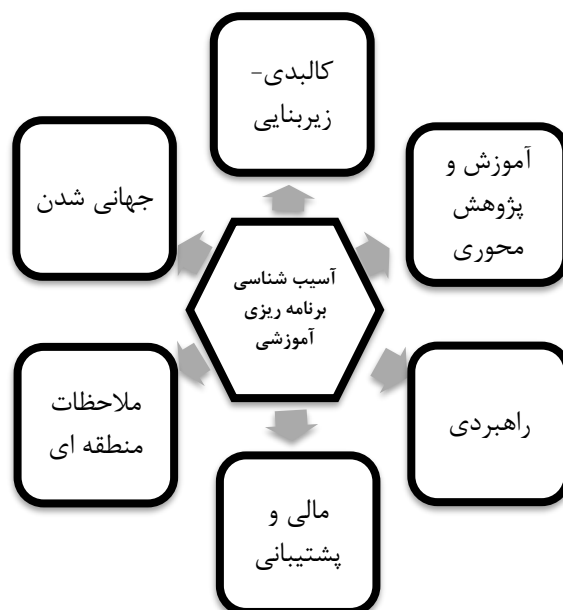 کالبدی-
زیربنایی
آموزش و
پژوهش
محوری
جهانی شدن
آسیب شناسی
برنامه ریزی
آموزشی
راهبردی
ملاحظات
منطقه ای
مالی و
پشتیبانی